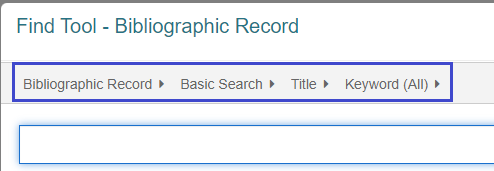 Find Tool - Bibliographic Record
Bibliographic Record ▸ Basic Search ▸ Title ▸ Keyword (All) ▸